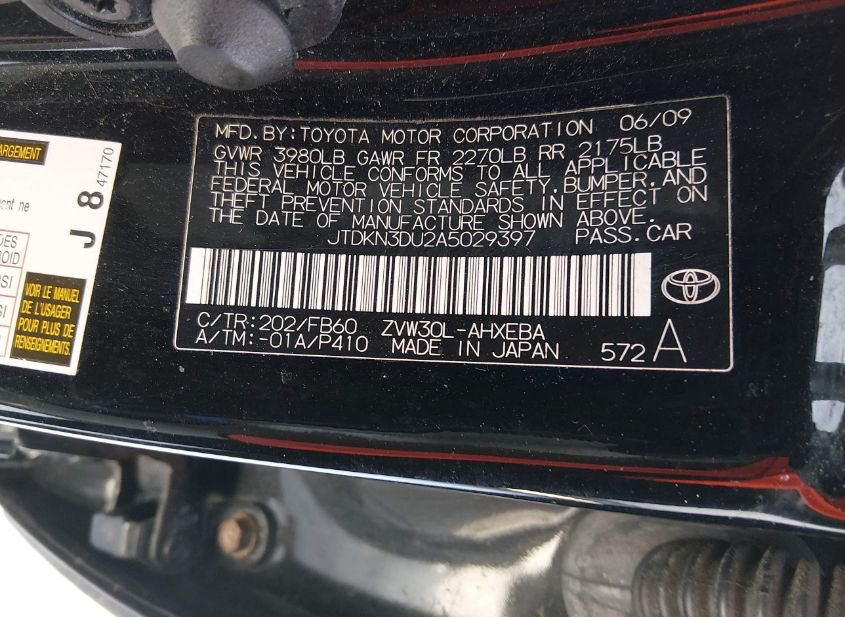 MFD.BY:TOYOTA MOTOR CORPORATION 06/09
GVWR 3980LB GAWR FR 2270LB RR 2175LB
THIS VEHICLE CONFORMS TO ALL APPLICABLE
FEDERAL MOTOR VEHICLE SAFETY,BUMPER,AND
THEFT PREVENTION STANDARDS IN EFFECT ON
THE DATE OF MANUFACTURE SHOWN ABOVE.
JTDKN3DU2A5029397 PASS.CAR
C/TR:202/FB60 ZVW30L-AHXEBA
A/TM:-01A/P410 MADE IN JAPAN 572 A
ARGEMENT
J 8 47170
ne
VOIR LE MANUEL
DE L'USAGER
POUR PLUS DE
RENSEIGNEMENTS.